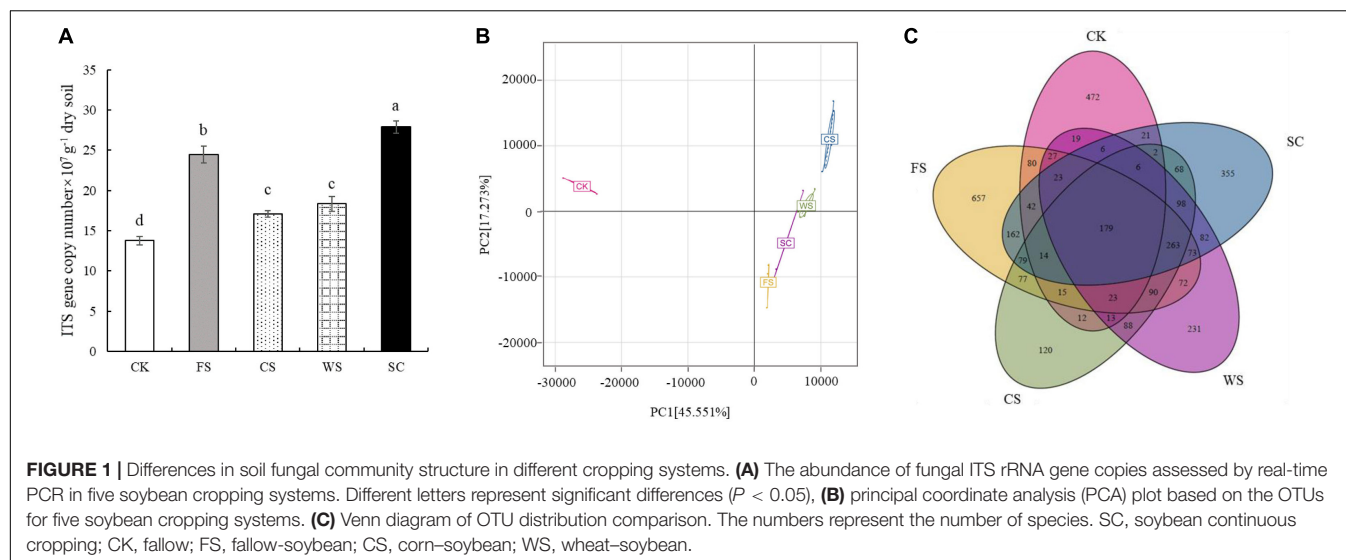 A
ITS gene copy number×10⁷ g⁻¹ dry soil
35
30
25
20
15
10
5
0
d
b
c
c
a
CK
FS
CS
WS
SC
B
PC2[17.273%]
20000
10000
0
-10000
-20000
CS
CK
WS
SC
FS
-30000
-20000
-10000
0
10000
PC1[45.551%]
C
CK
SC
FS
CS
WS
472
19
21
6
2
80
27
68
355
23
6
98
657
42
162
179
263
82
79
14
73
77
15
72
23
90
12
13
88
231
120
FIGURE 1 | Differences in soil fungal community structure in different cropping systems. (A) The abundance of fungal ITS rRNA gene copies assessed by real-time
PCR in five soybean cropping systems. Different letters represent significant differences (P < 0.05), (B) principal coordinate analysis (PCA) plot based on the OTUs
for five soybean cropping systems. (C) Venn diagram of OTU distribution comparison. The numbers represent the number of species. SC, soybean continuous
cropping; CK, fallow; FS, fallow-soybean; CS, corn–soybean; WS, wheat–soybean.